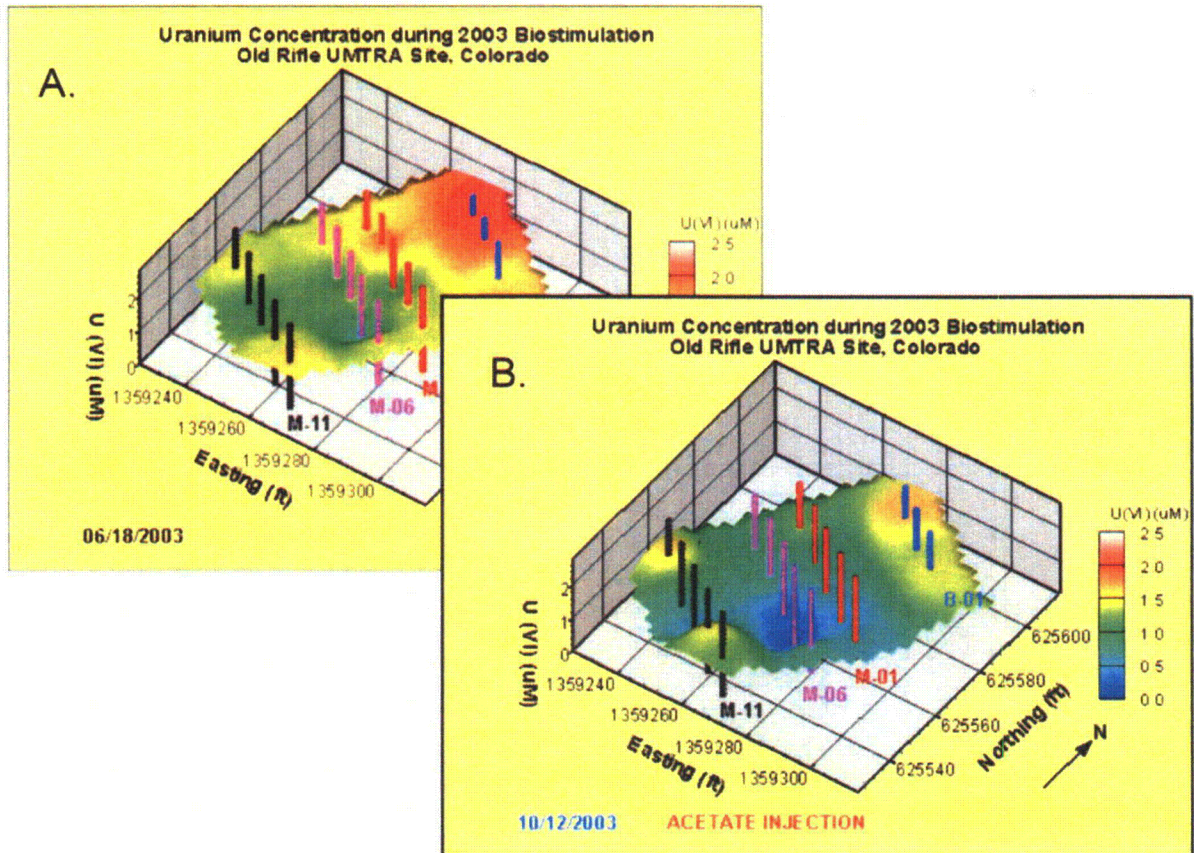 Uranium Concentration during 2003 Biostimulation
Old Rifle UMTRA Site, Colorado
A.
U(VI) (uM)
2.5
2.0
U (VI) (uM)
2
1
0
1359240
1359260
1359280
1359300
Easting (ft)
M-11
M-06
M
06/18/2003
Uranium Concentration during 2003 Biostimulation
Old Rifle UMTRA Site, Colorado
B.
U(VI) (uM)
2.5
2.0
1.5
1.0
0.5
0.0
U (VI) (uM)
2
1
0
1359240
1359260
1359280
1359300
Easting (ft)
M-11
M-06
M-01
B-01
625600
625580
625560
625540
Northing (ft)
N
10/12/2003 ACETATE INJECTION